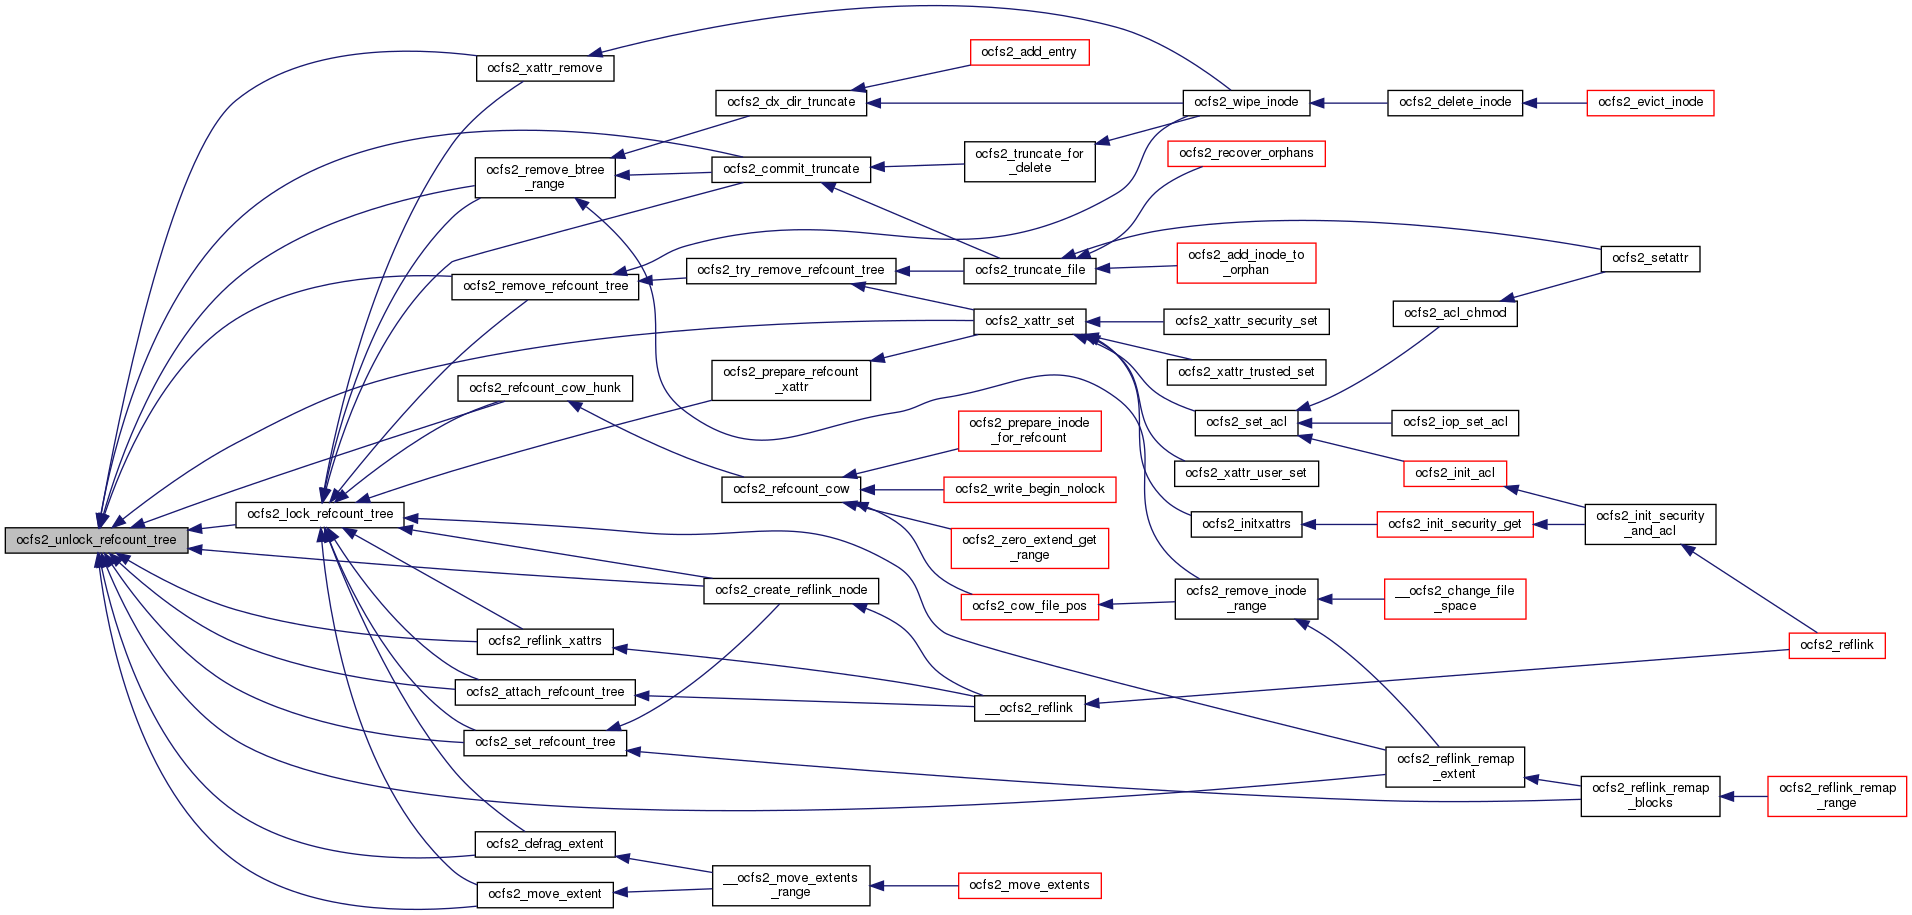 ocfs2_add_entry
ocfs2_xattr_remove
ocfs2_dx_dir_truncate
ocfs2_wipe_inode
ocfs2_delete_inode
ocfs2_evict_inode
ocfs2_remove_btree
_range
ocfs2_commit_truncate
ocfs2_truncate_for
_delete
ocfs2_recover_orphans
ocfs2_remove_refcount_tree
ocfs2_try_remove_refcount_tree
ocfs2_truncate_file
ocfs2_add_inode_to
_orphan
ocfs2_setattr
ocfs2_xattr_set
ocfs2_xattr_security_set
ocfs2_acl_chmod
ocfs2_refcount_cow_hunk
ocfs2_prepare_refcount
_xattr
ocfs2_xattr_trusted_set
ocfs2_prepare_inode
_for_refcount
ocfs2_set_acl
ocfs2_iop_set_acl
ocfs2_refcount_cow
ocfs2_write_begin_nolock
ocfs2_xattr_user_set
ocfs2_init_acl
ocfs2_unlock_refcount_tree
ocfs2_lock_refcount_tree
ocfs2_zero_extend_get
_range
ocfs2_initxattrs
ocfs2_init_security_get
ocfs2_init_security
_and_acl
ocfs2_create_reflink_node
ocfs2_cow_file_pos
ocfs2_remove_inode
_range
__ocfs2_change_file
_space
ocfs2_reflink_xattrs
ocfs2_reflink
ocfs2_attach_refcount_tree
__ocfs2_reflink
ocfs2_set_refcount_tree
ocfs2_reflink_remap
_extent
ocfs2_reflink_remap
_blocks
ocfs2_reflink_remap
_range
ocfs2_defrag_extent
ocfs2_move_extent
__ocfs2_move_extents
_range
ocfs2_move_extents